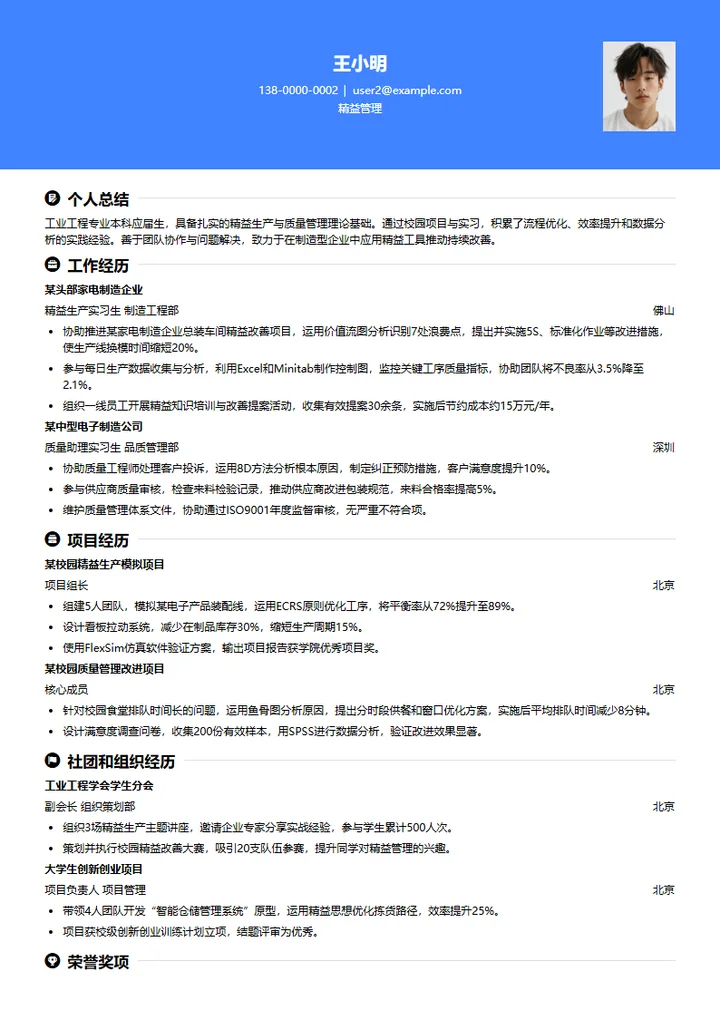 王小明
138-0000-0002 | user2@example.com
精益管理
个人总结
工业工程专业本科应届生，具备扎实的精益生产与质量管理理论基础。通过校园项目与实习，积累了流程优化、效率提升和数据分
析的实践经验。善于团队协作与问题解决，致力于在制造型企业中应用精益工具推动持续改善。
工作经历
某头部家电制造企业
精益生产实习生 制造工程部 佛山
• 协助推进某家电制造企业总装车间精益改善项目，运用价值流图分析识别7处浪费点，提出并实施5S、标准化作业等改进措施，
使生产线换模时间缩短20%。
• 参与每日生产数据收集与分析，利用Excel和Minitab制作控制图，监控关键工序质量指标，协助团队将不良率从3.5%降至
2.1%。
• 组织一线员工开展精益知识培训与改善提案活动，收集有效提案30余条，实施后节约成本约15万元/年。
某中型电子制造公司
质量助理实习生 品质管理部 深圳
• 协助质量工程师处理客户投诉，运用8D方法分析根本原因，制定纠正预防措施，客户满意度提升10%。
• 参与供应商质量审核，检查来料检验记录，推动供应商改进包装规范，来料合格率提高5%。
• 维护质量管理体系文件，协助通过ISO9001年度监督审核，无严重不符合项。
项目经历
某校园精益生产模拟项目
项目组长 北京
• 组建5人团队，模拟某电子产品装配线，运用ECRS原则优化工序，将平衡率从72%提升至89%。
• 设计看板拉动系统，减少在制品库存30%，缩短生产周期15%。
• 使用FlexSim仿真软件验证方案，输出项目报告获学院优秀项目奖。
某校园质量管理改进项目
核心成员 北京
• 针对校园食堂排队时间长的问题，运用鱼骨图分析原因，提出分时段供餐和窗口优化方案，实施后平均排队时间减少8分钟。
• 设计满意度调查问卷，收集200份有效样本，用SPSS进行数据分析，验证改进效果显著。
社团和组织经历
工业工程学会学生分会
副会长 组织策划部 北京
• 组织3场精益生产主题讲座，邀请企业专家分享实战经验，参与学生累计500人次。
• 策划并执行校园精益改善大赛，吸引20支队伍参赛，提升同学对精益管理的兴趣。
大学生创新创业项目
项目负责人 项目管理 北京
• 带领4人团队开发“智能仓储管理系统”原型，运用精益思想优化拣货路径，效率提升25%。
• 项目获校级创新创业训练计划立项，结题评审为优秀。
荣誉奖项